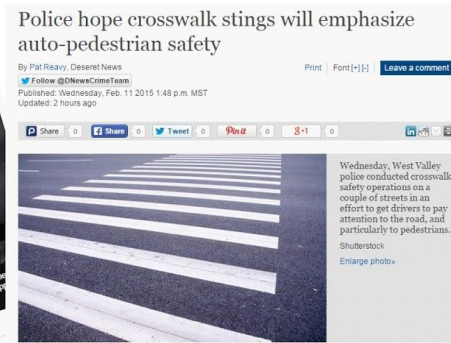 Police hope crosswalk stings will emphasize
auto-pedestrian safety
By Pat Reavy, Deseret News
Print Font [+] [-] Leave a comment
Follow @DNewsCrimeTeam
Published: Wednesday, Feb. 11 2015 1:48 p.m. MST
Updated: 2 hours ago
Share 0 Share 0 Tweet 0 Pin it 0 +1 0 in
Wednesday, West Valley
police conducted crosswalk
safety operations on a
couple of streets in an
effort to get drivers to pay
attention to the road, and
particularly to pedestrians.
Shutterstock
Enlarge photo»